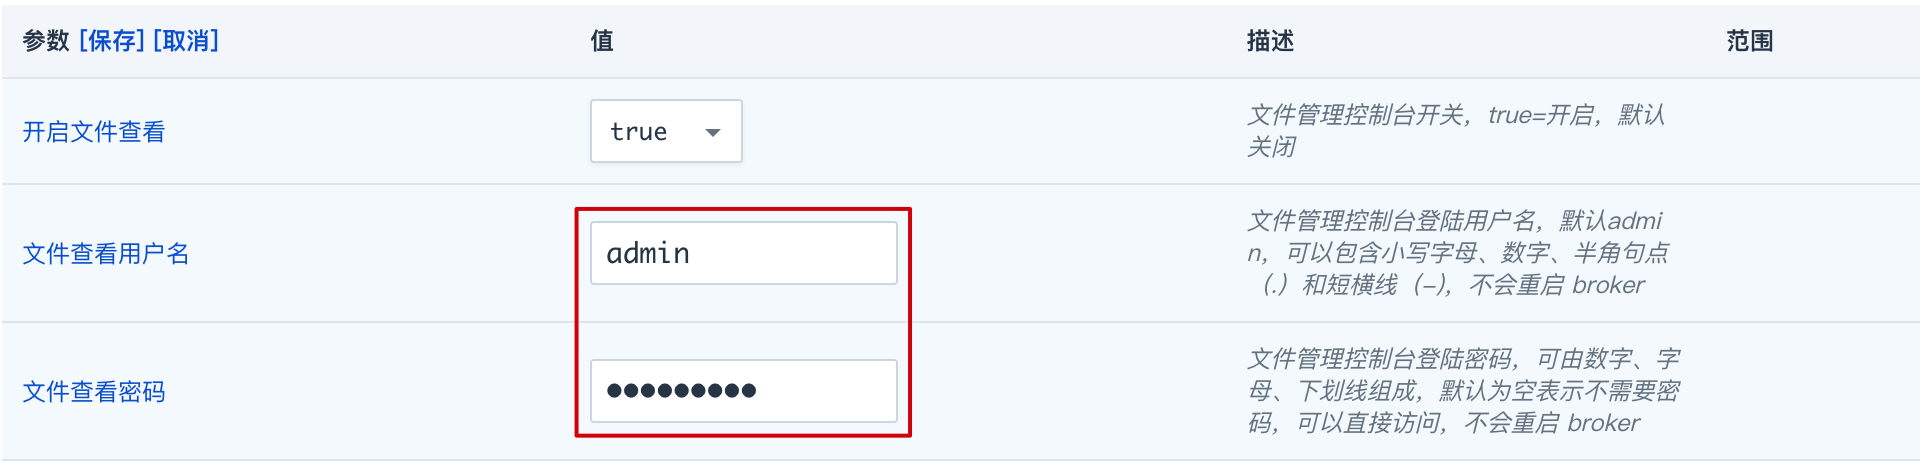 参数 [保存] [取消] 值 描述 范围
开启文件查看 true 文件管理控制台开关，true=开启，默认
关闭
文件查看用户名 admin 文件管理控制台登陆用户名，默认admi
n，可以包含小写字母、数字、半角句点
（.）和短横线（-)，不会重启 broker
文件查看密码 ●●●●●●●●● 文件管理控制台登陆密码，可由数字、字
母、下划线组成，默认为空表示不需要密
码，可以直接访问，不会重启 broker